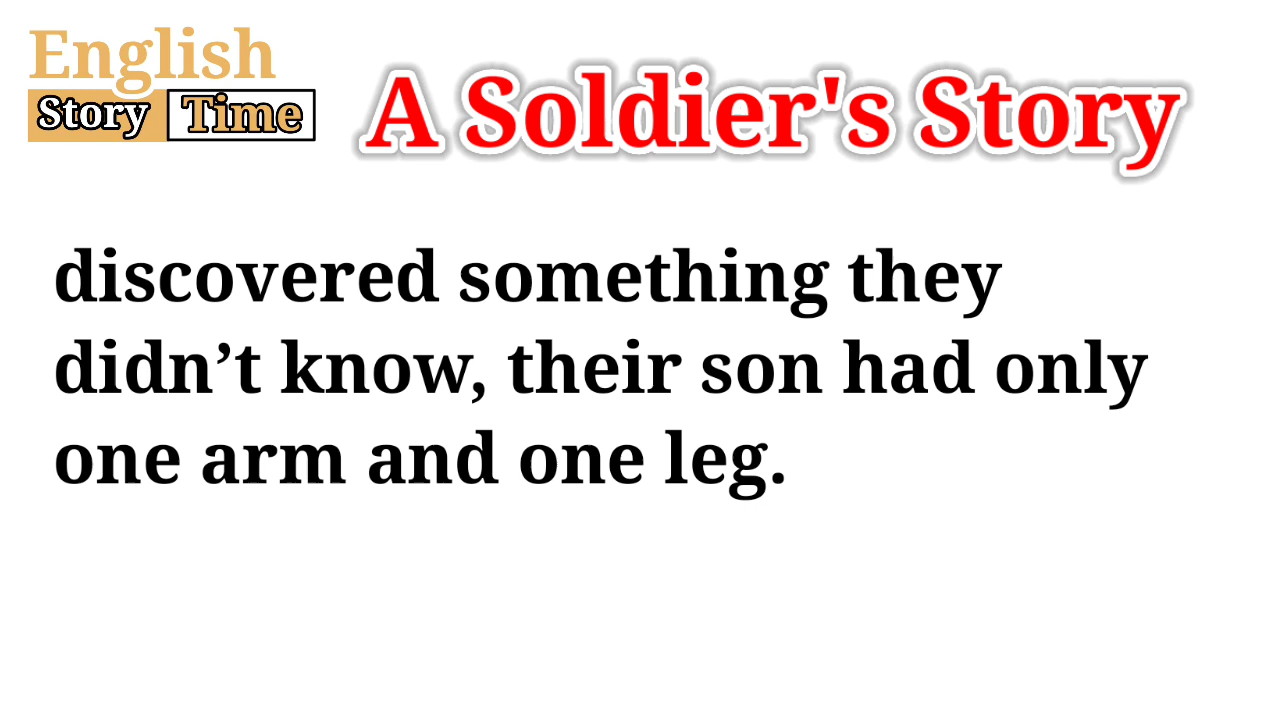 English
Story Time
A Soldier's Story
discovered something they
didn’t know, their son had only
one arm and one leg.